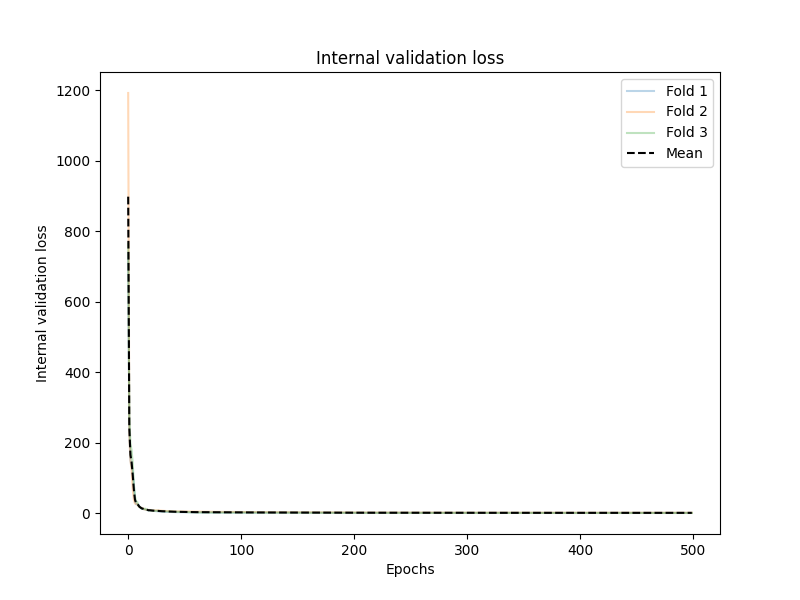 Internal validation loss
1200
1000
800
600
400
200
0
Internal validation loss
0
100
200
300
400
500
Epochs
Fold 1
Fold 2
Fold 3
Mean